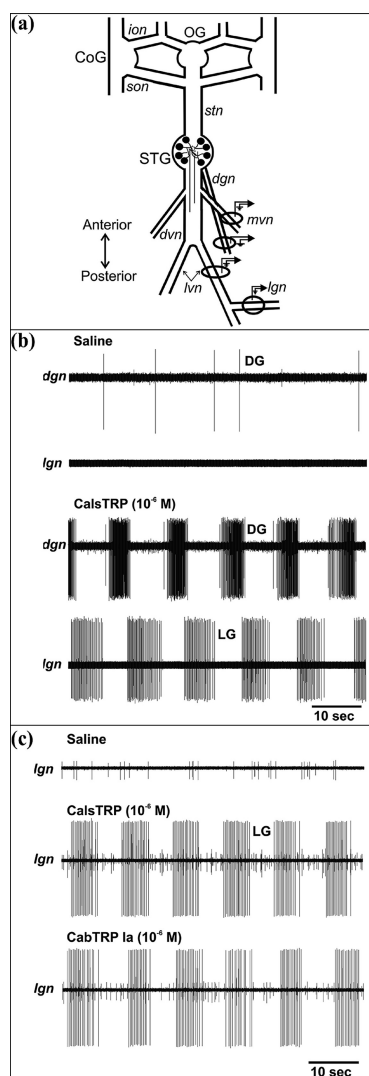 (a)
ion
OG
CoG
son
stn
STG
dgn
mvn
Anterior
dvn
Posterior
lvn
lgn
(b)
Saline
DG
dgn
lgn
CalsTRP (10⁻⁶ M)
DG
dgn
LG
lgn
10 sec
(c)
Saline
lgn
CalsTRP (10⁻⁶ M)
LG
lgn
CabTRP Ia (10⁻⁶ M)
lgn
10 sec